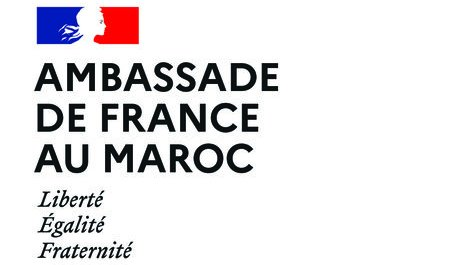 AMBASSADE
DE FRANCE
AU MAROC
Liberté
Égalité
Fraternité